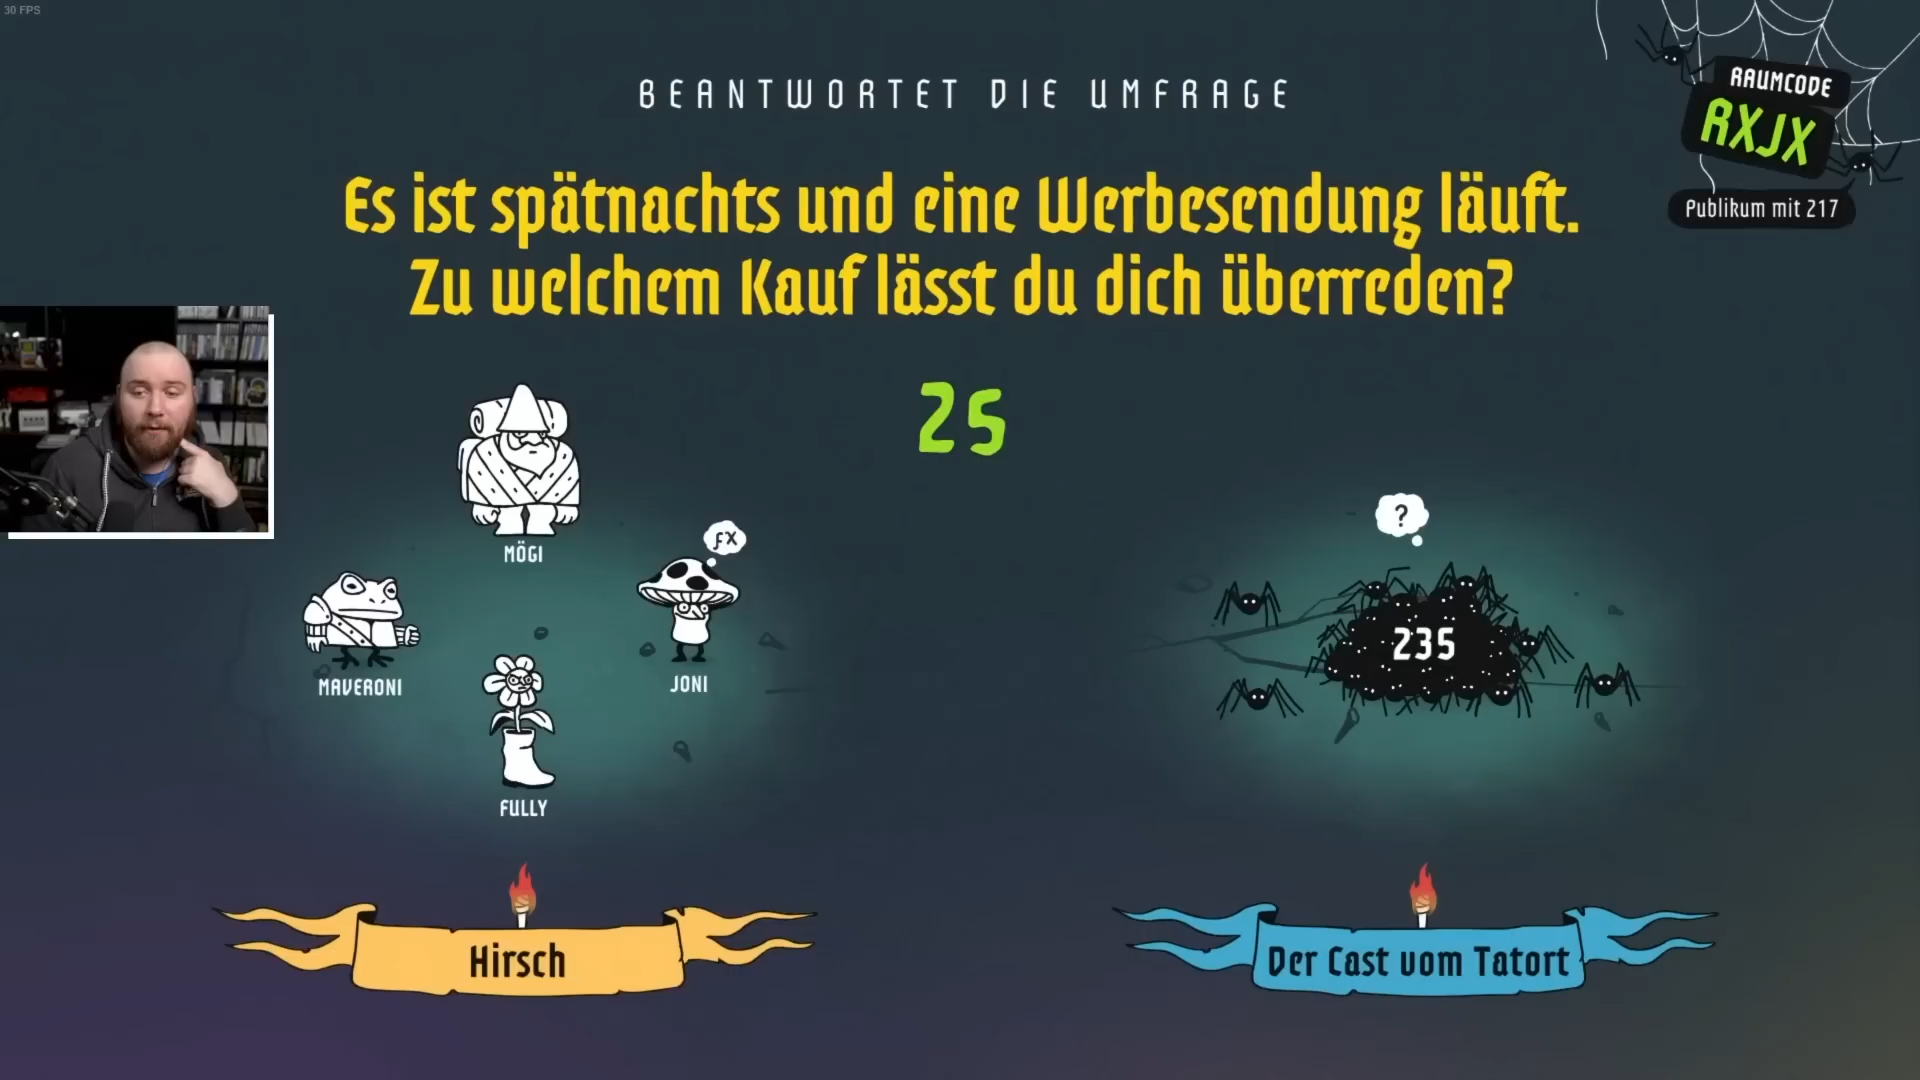 30 FPS
BEANTWORTET DIE UMFRAGE
RAUMCODE
RXJX
Publikum mit 217
Es ist spätnachts und eine Werbesendung läuft.
Zu welchem Kauf lässt du dich überreden?
25
MÖGI
FX
?
MAVERONI
JONI
235
FULLY
Hirsch
Der Cast vom Tatort